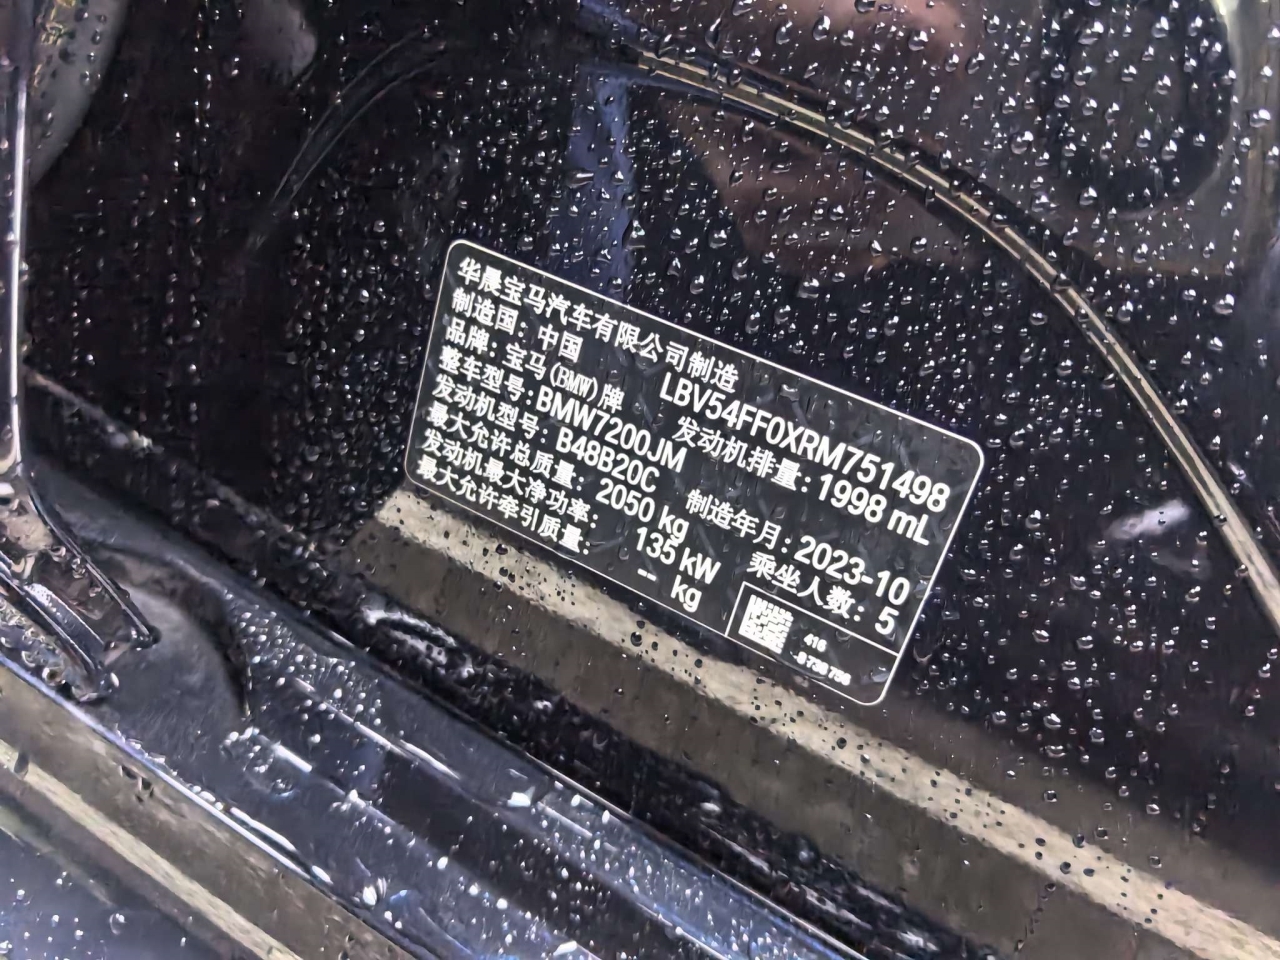 华晨宝马汽车有限公司制造
制造国：中国 LBV54FF0XRM751498
品牌：宝马(BMW)牌 发动机排量：1998 mL
整车型号：BMW7200JM
发动机型号：B48B20C 制造年月：2023-10
最大允许总质量：2050 kg 乘坐人数：5
发动机最大净功率：135 kW
最大允许牵引质量：-- kg
416